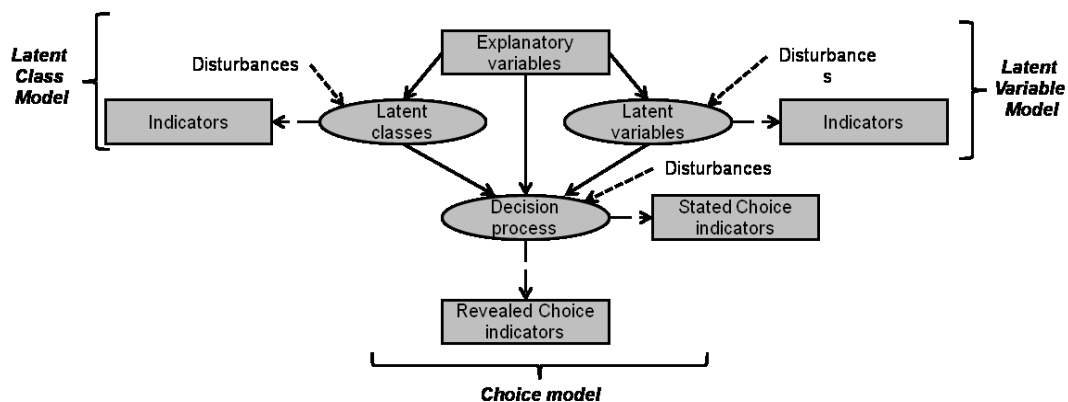 Latent
Class
Model
Disturbances
Explanatory
variables
Disturbance
s
Latent
Variable
Model
Indicators
Latent
classes
Latent
variables
Indicators
Disturbances
Decision
process
Stated Choice
indicators
Revealed Choice
indicators
Choice model